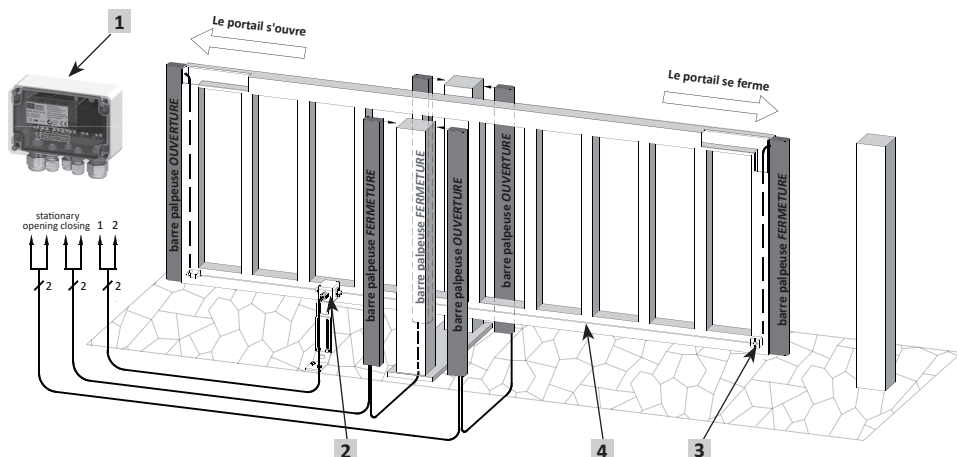 1
Le portail s'ouvre
Le portail se ferme
barre palpeuse OUVERTURE
barre palpeuse FERMETURE
barre palpeuse FERMETURE
barre palpeuse OUVERTURE
barre palpeuse OUVERTURE
barre palpeuse FERMETURE
stationary
opening closing 1 2
2 2 2
2
4
3